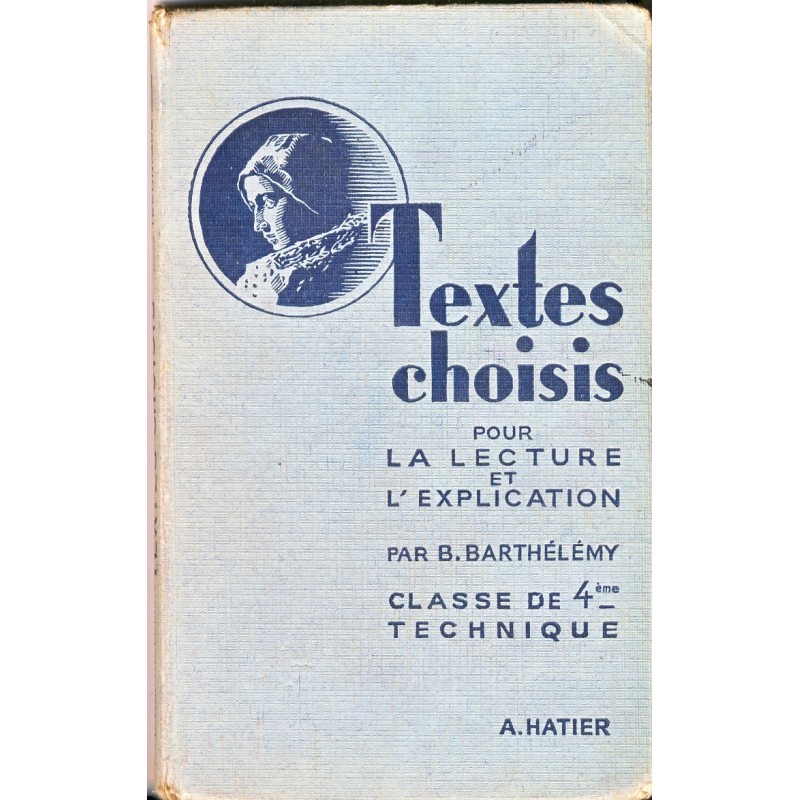 Textes
choisis
POUR
LA LECTURE
ET
L'EXPLICATION
PAR B. BARTHÉLÉMY
CLASSE DE 4ème
TECHNIQUE
A. HATIER